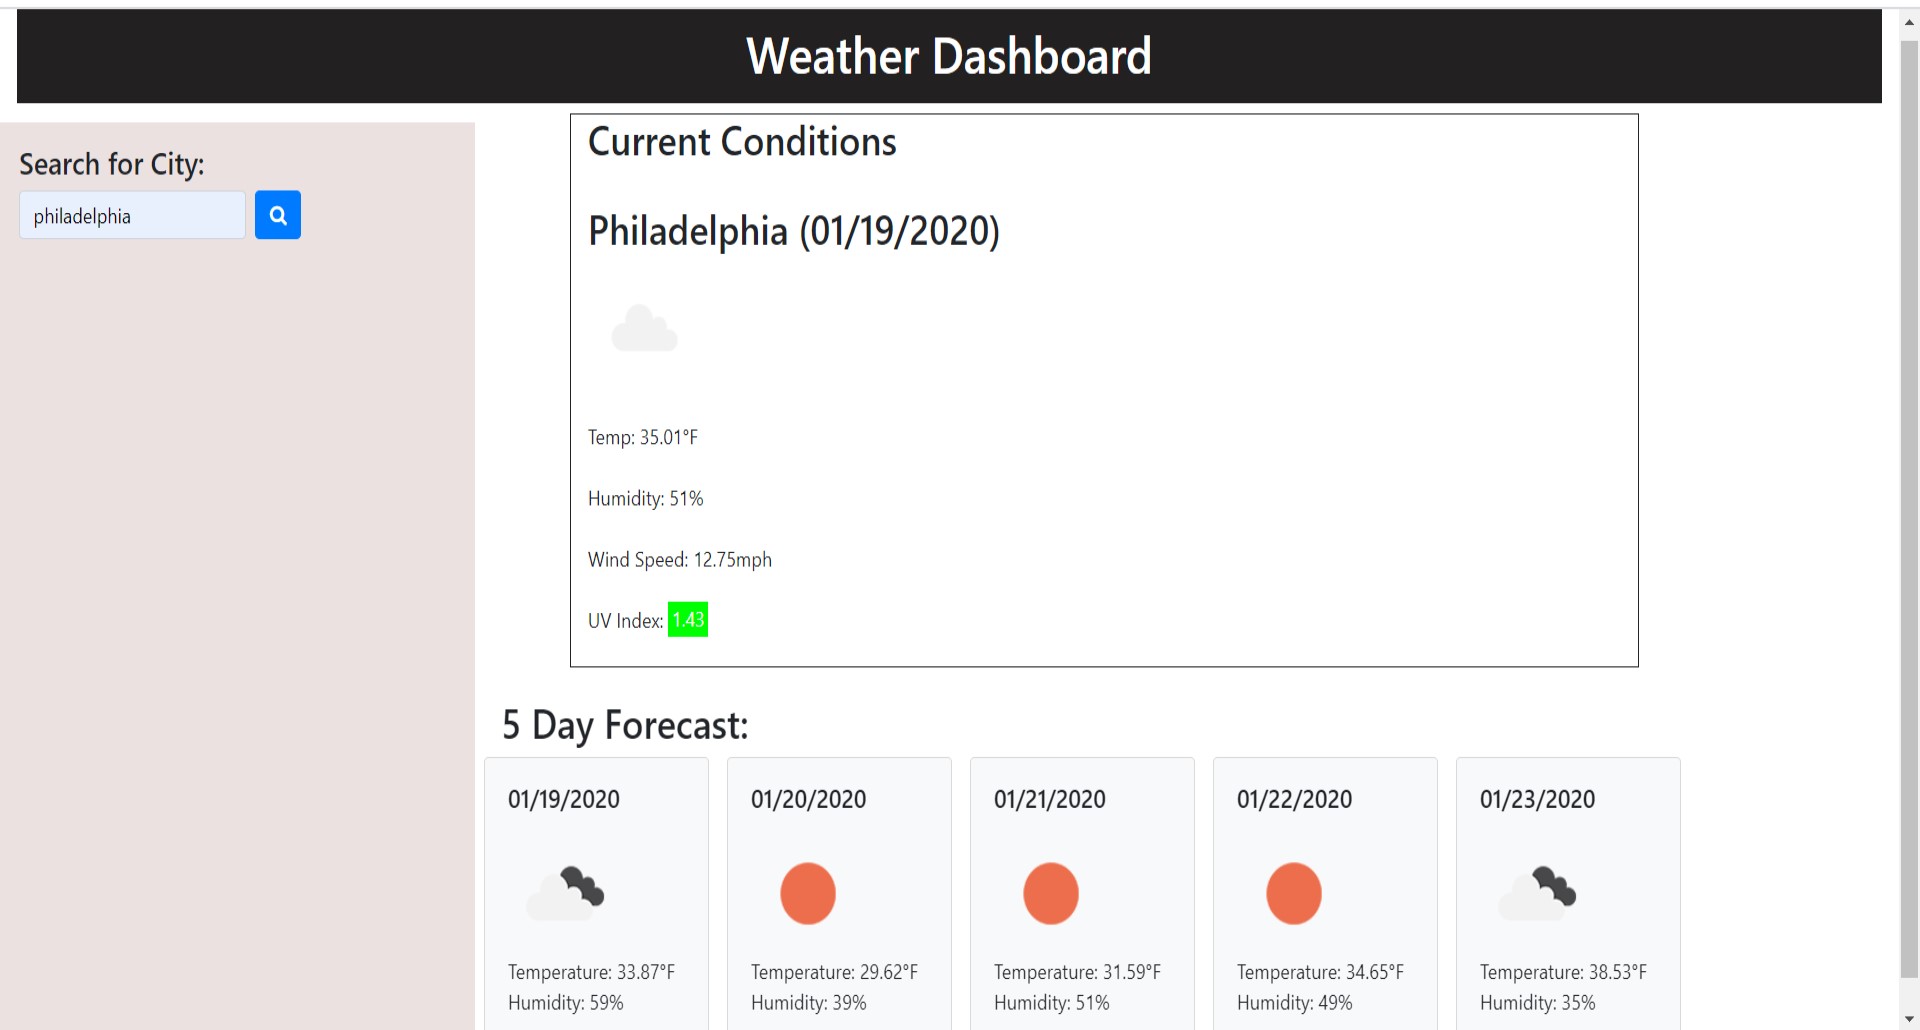 Weather Dashboard
Search for City:
philadelphia
Current Conditions
Philadelphia (01/19/2020)
Temp: 35.01°F
Humidity: 51%
Wind Speed: 12.75mph
UV Index: 1.43
5 Day Forecast:
01/19/2020
Temperature: 33.87°F
Humidity: 59%
01/20/2020
Temperature: 29.62°F
Humidity: 39%
01/21/2020
Temperature: 31.59°F
Humidity: 51%
01/22/2020
Temperature: 34.65°F
Humidity: 49%
01/23/2020
Temperature: 38.53°F
Humidity: 35%